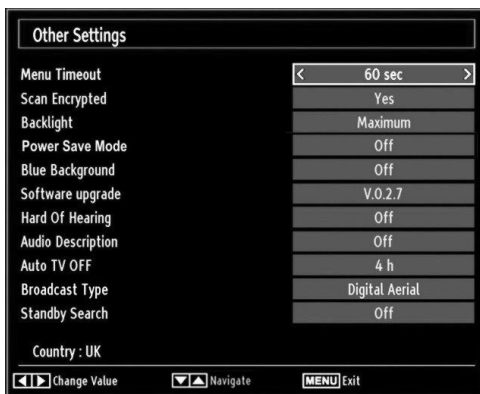 Other Settings
Menu Timeout < 60 sec >
Scan Encrypted Yes
Backlight Maximum
Power Save Mode Off
Blue Background Off
Software upgrade V.0.2.7
Hard Of Hearing Off
Audio Description Off
Auto TV OFF 4 h
Broadcast Type Digital Aerial
Standby Search Off
Country : UK
Change Value Navigate MENU Exit